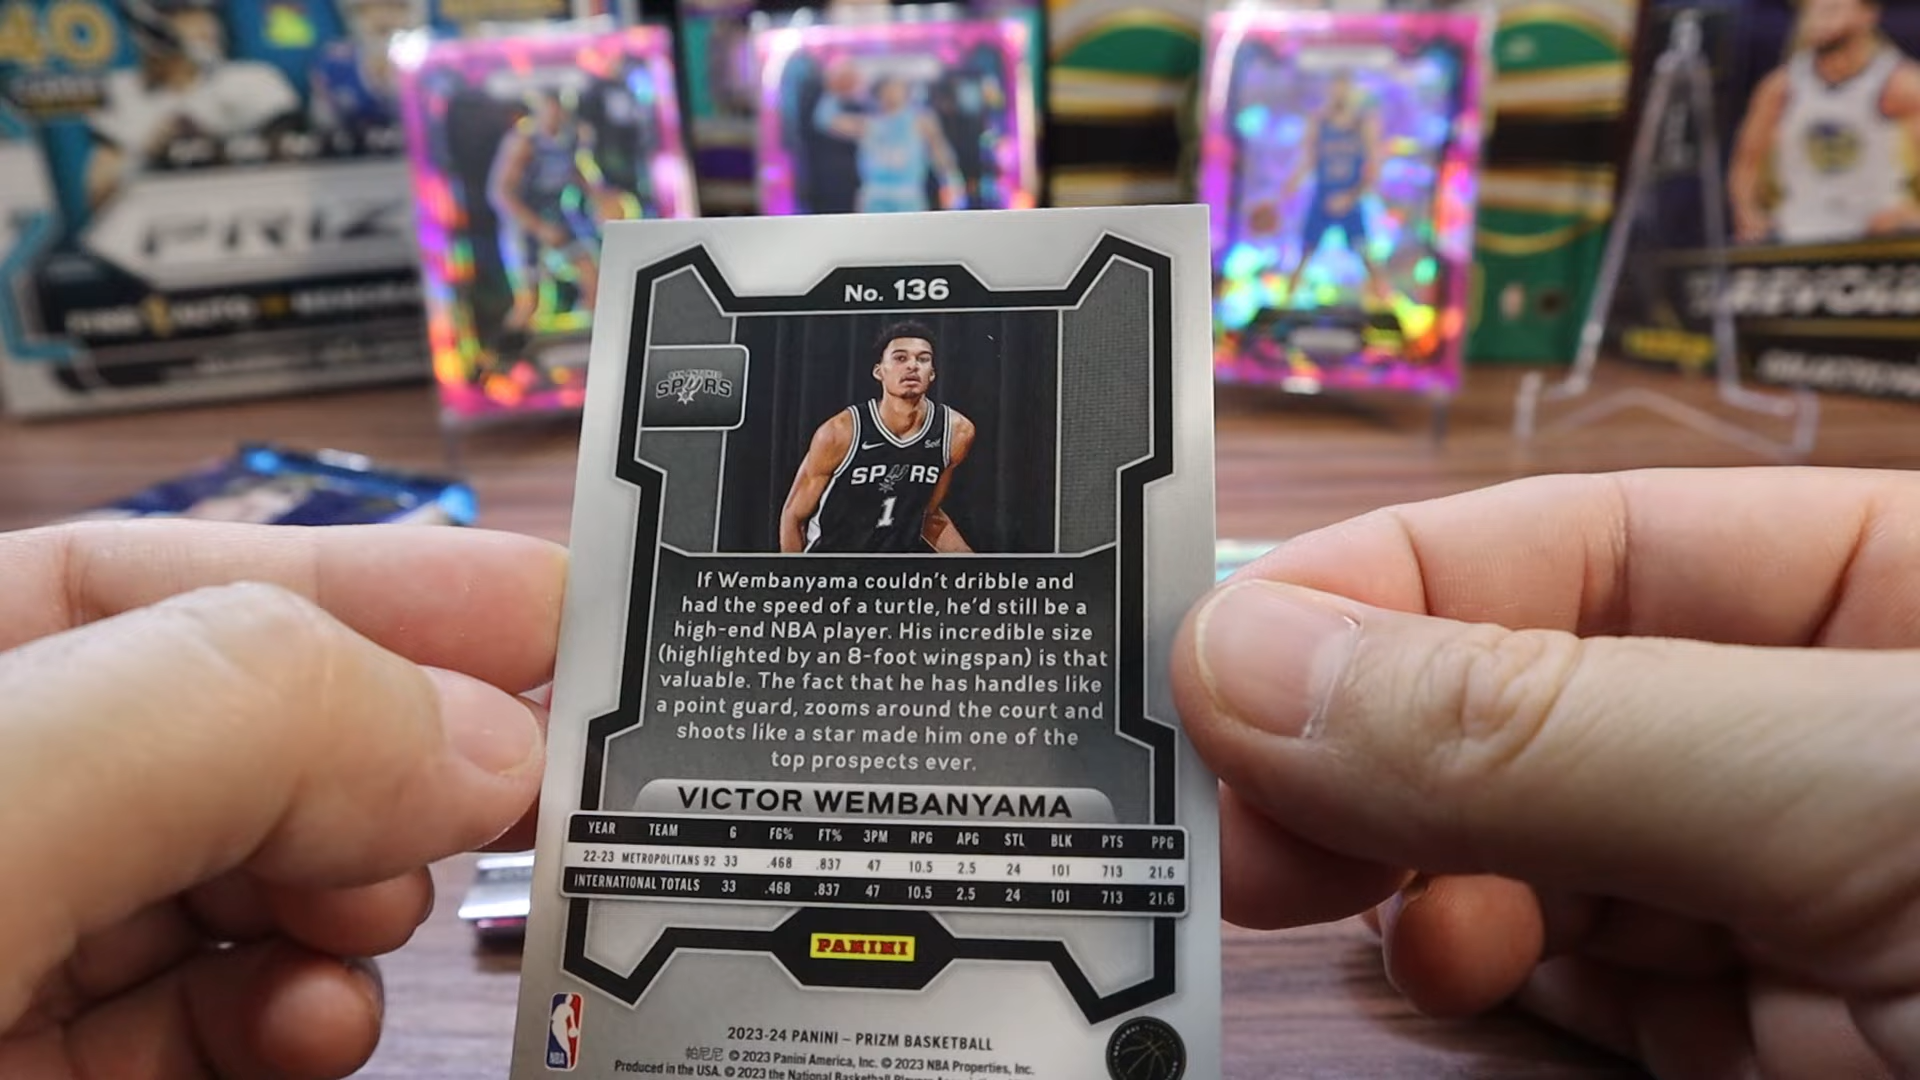 40
PANINI
PRIZ
No. 136
SAN ANTONIO
SPURS
SPURS
1
If Wembanyama couldn't dribble and
had the speed of a turtle, he'd still be a
high-end NBA player. His incredible size
(highlighted by an 8-foot wingspan) is that
valuable. The fact that he has handles like
a point guard, zooms around the court and
shoots like a star made him one of the
top prospects ever.
VICTOR WEMBANYAMA
YEAR TEAM G FG% FT% 3PM RPG APG STL BLK PTS PPG
22-23 METROPOLITANS 92 33 .468 .837 47 10.5 2.5 24 101 713 21.6
INTERNATIONAL TOTALS 33 .468 .837 47 10.5 2.5 24 101 713 21.6
PANINI
NBA
2023-24 PANINI – PRIZM BASKETBALL
帕尼尼 © 2023 Panini America, Inc. © 2023 NBA Properties, Inc.
Produced in the USA. © 2023 the National Basketball Players